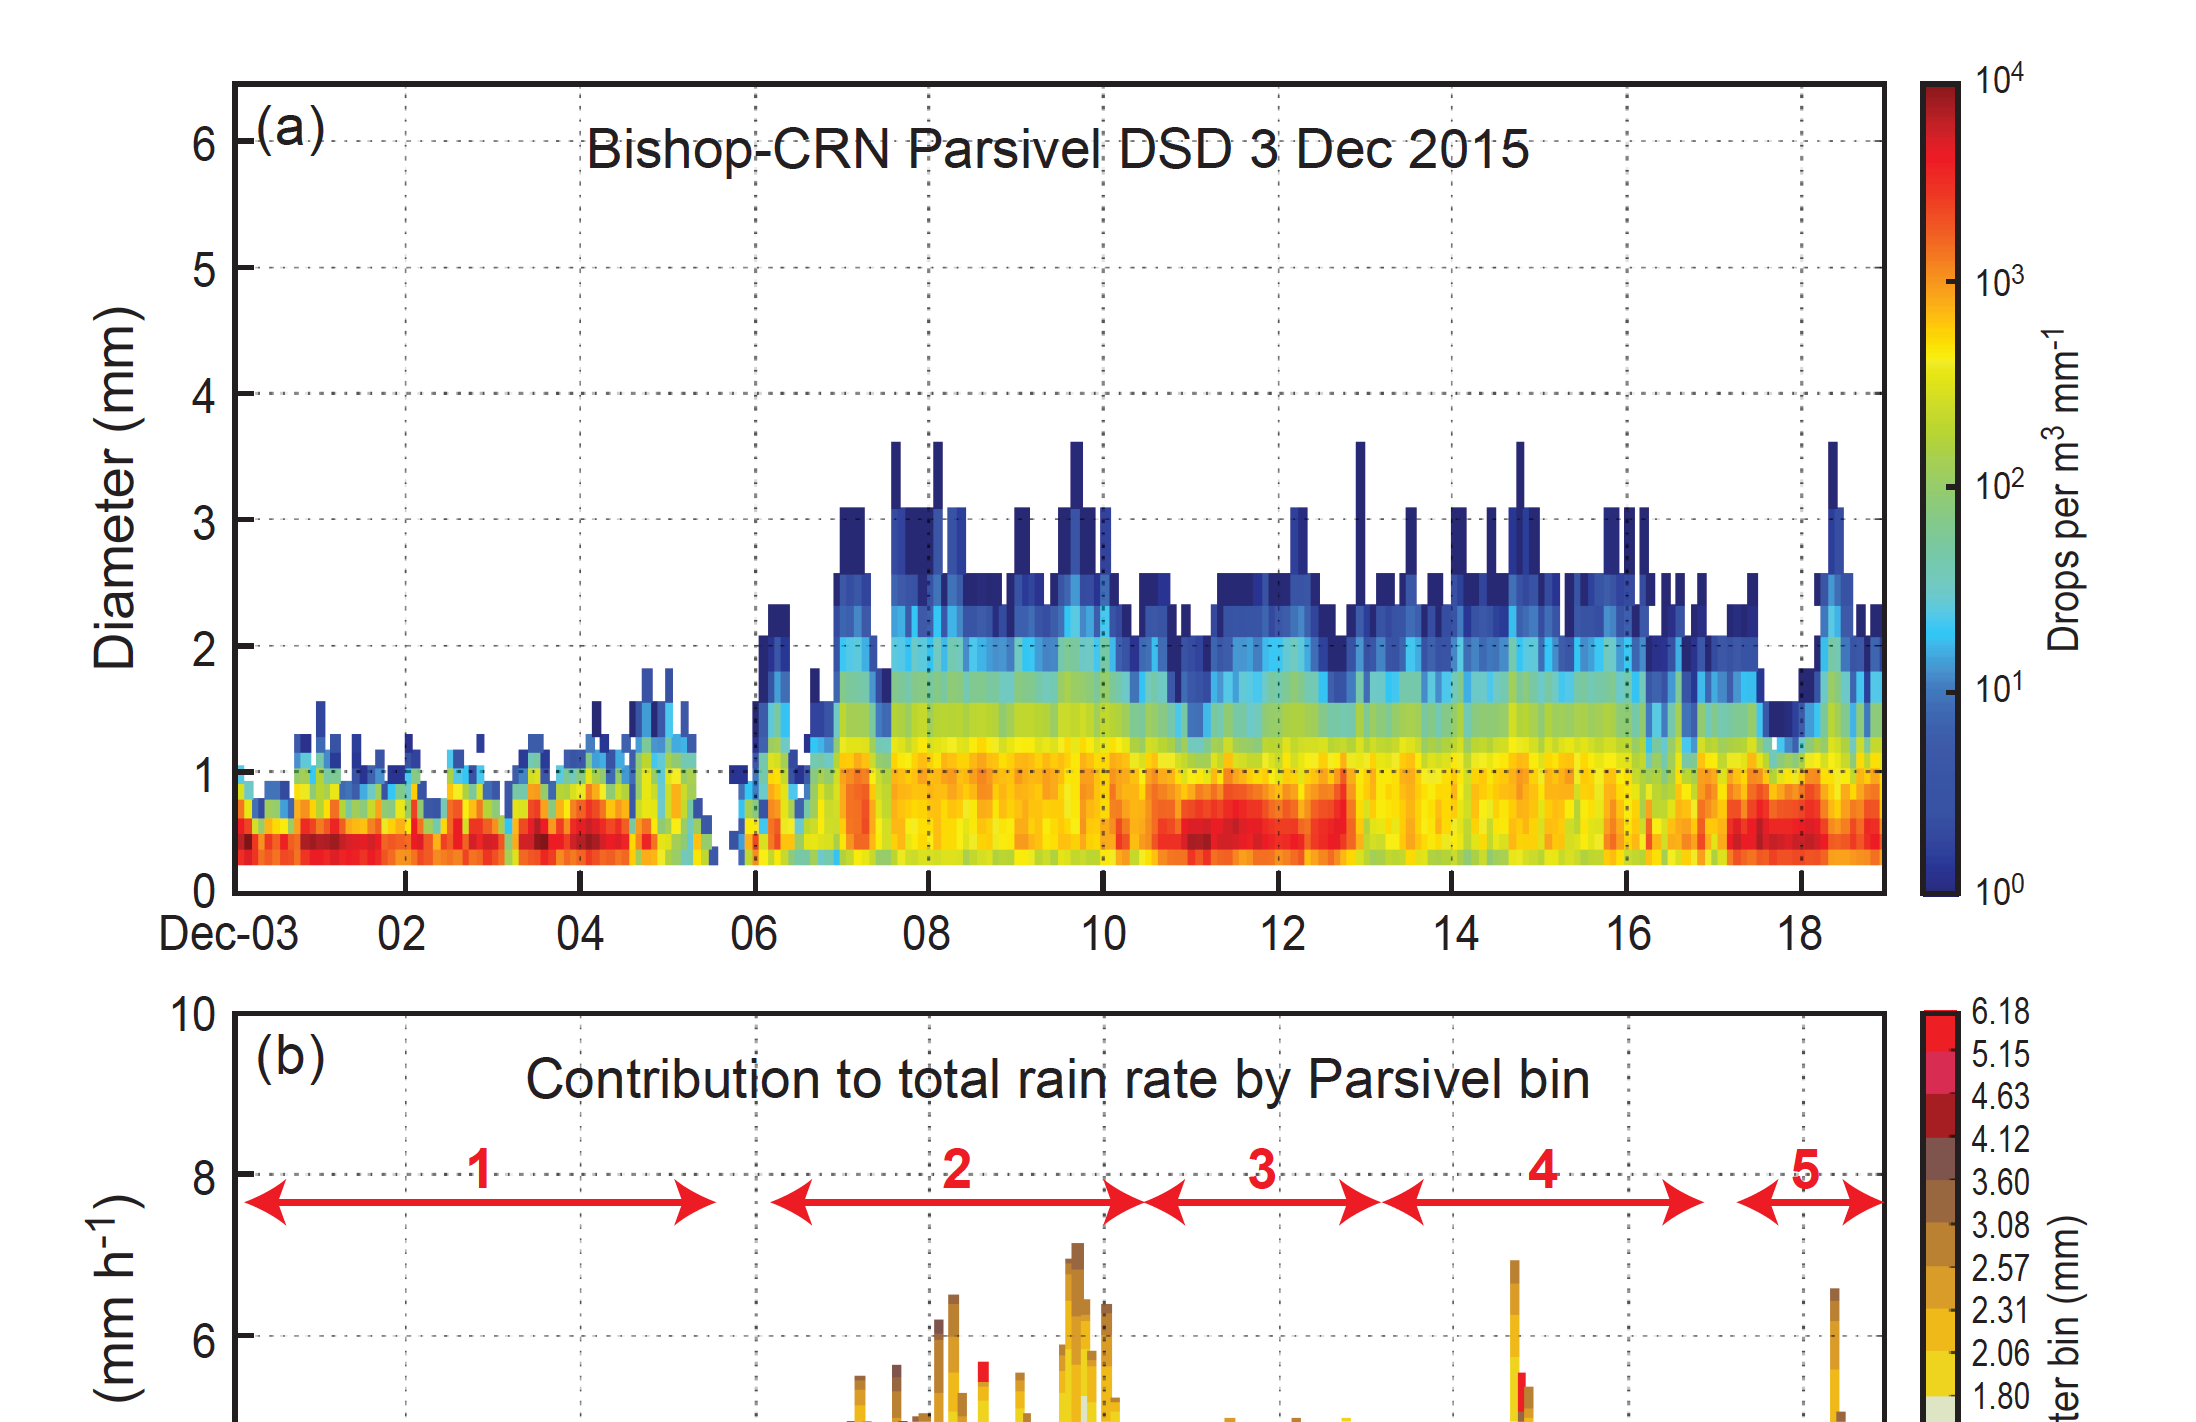 (a)
Bishop-CRN Parsivel DSD 3 Dec 2015
Diameter (mm)
6
5
4
3
2
1
0
Dec-03 02 04 06 08 10 12 14 16 18
10⁴
10³
10²
10¹
10⁰
Drops per m³ mm⁻¹
(b)
Contribution to total rain rate by Parsivel bin
1 2 3 4 5
10
8
6
(mm h⁻¹)
6.18
5.15
4.63
4.12
3.60
3.08
2.57
2.31
2.06
1.80
bin (mm)